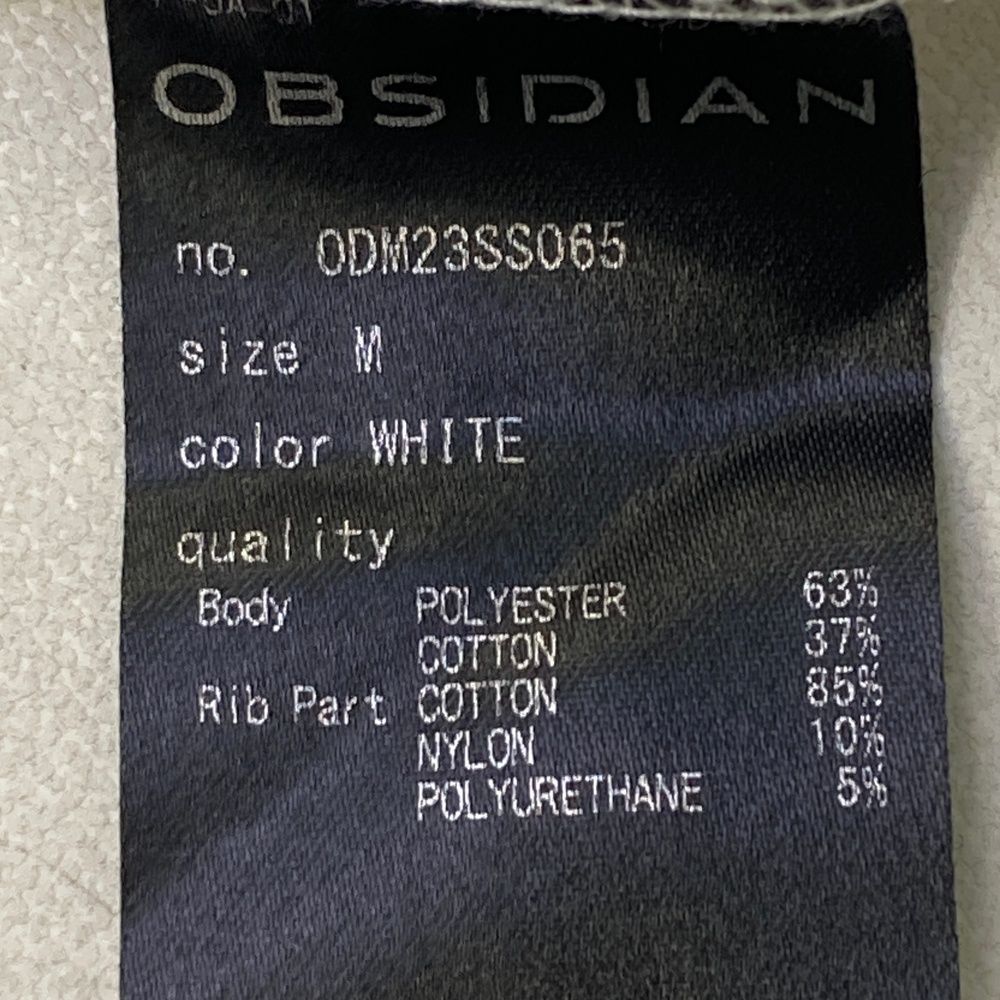 OBSIDIAN
no. ODM23SS065
size M
color WHITE
quality
Body POLYESTER 63%
COTTON 37%
Rib Part COTTON 85%
NYLON 10%
POLYURETHANE 5%